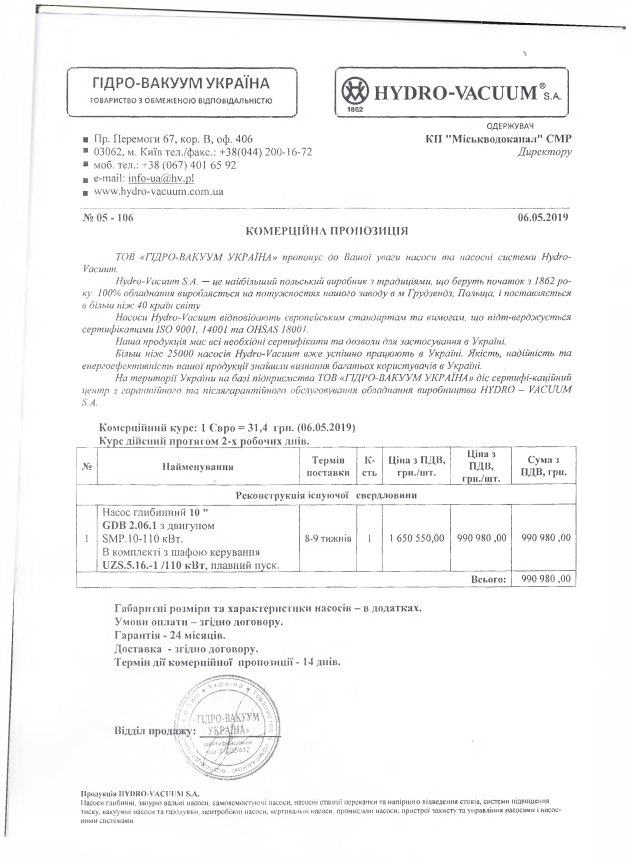 ГІДРО-ВАКУУМ УКРАЇНА
ТОВАРИСТВО З ОБМЕЖЕНОЮ ВІДПОВІДАЛЬНІСТЮ
1862
HYDRO-VACUUM® S.A.
ОДЕРЖУВАЧ
КП "Міськводоканал" СМР
Директору
Пр. Перемоги 67, кор. В, оф. 406
03062, м. Київ тел./факс.: +38(044) 200-16-72
моб. тел.: +38 (067) 401 65 92
e-mail: info-ua@hv.pl
www.hydro-vacuum.com.ua
№ 05 - 106 06.05.2019
КОМЕРЦІЙНА ПРОПОЗИЦІЯ
ТОВ «ГІДРО-ВАКУУМ УКРАЇНА» пропонує до Вашої уваги насоси та насосні системи Hydro-
Vacuum.
Hydro-Vacuum S.A. — це найбільший польський виробник з традиціями, що беруть початок з 1862 ро-
ку. 100% обладнання виробляється на потужностях нашого заводу в м Грудзендз, Польща, і поставляється
в більш ніж 40 країн світу
Насоси Hydro-Vacuum відповідають європейським стандартам та вимогам, що підт-верджується
сертифікатами ISO 9001, 14001 та OHSAS 18001.
Наша продукція має всі необхідні сертифікати та дозволи для застосування в Україні.
Більш ніж 25000 насосів Hydro-Vacuum вже успішно працюють в Україні. Якість, надійність та
енергоефективність нашої продукції знайшли визнання багатьох користувачів в Україні.
На території України на базі підприємства ТОВ «ГІДРО-ВАКУУМ УКРАЇНА» діє сертифі-каційний
центр з гарантійного та післягарантійного обслуговування обладнання виробництва HYDRO – VACUUM
S.A.
Комерційний курс: 1 Євро = 31,4 грн. (06.05.2019)
Курс дійсний протягом 2-х робочих днів.
№ Найменування Термін поставки К-сть Ціна з ПДВ, грн./шт. Ціна з ПДВ, грн./шт. Сума з ПДВ, грн.
Реконструкція існуючої свердловини
Насос глибинний 10 "
GDB 2.06.1 з двигуном
1 SMP.10-110 кВт. 8-9 тижнів 1 1 650 550,00 990 980 ,00 990 980 ,00
В комплекті з шафою керування
UZS.5.16.-1 /110 кВт, плавний пуск.
Всього: 990 980 ,00
Габаритні розміри та характеристики насосів – в додатках.
Умови оплати – згідно договору.
Гарантія - 24 місяців.
Доставка - згідно договору.
Термін дії комерційної пропозиції - 14 днів.
Відділ продажу:
«ГІДРО-ВАКУУМ
УКРАЇНА»
Продукція HYDRO-VACUUM S.A.
Насоси глибинні, занурювальні насоси, самовсмоктуючі насоси, насосні станції перекачки та напірного відведення стоків, системи підвищення
тиску, вакуумні насоси та газодувки, центробіжні насоси, вертикальні насоси, промислові насоси, пристрої захисту та управління насосами і насос-
ними системами